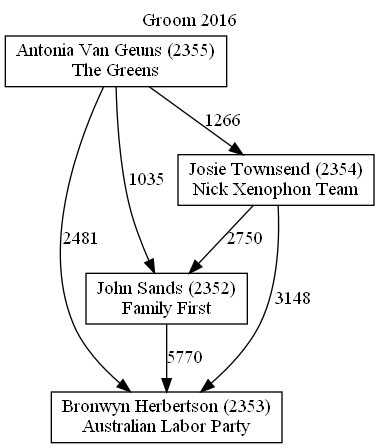 Groom 2016
Antonia Van Geuns (2355)
The Greens
1266
Josie Townsend (2354)
Nick Xenophon Team
1035
2481
2750
John Sands (2352)
Family First
3148
5770
Bronwyn Herbertson (2353)
Australian Labor Party